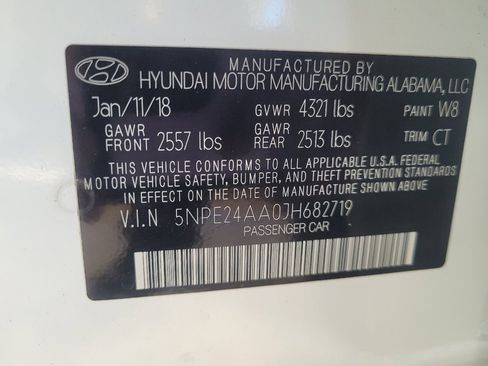 MANUFACTURED BY
HYUNDAI MOTOR MANUFACTURING ALABAMA, LLC
Jan/11/18 GVWR 4321 lbs PAINT W8
GAWR FRONT 2557 lbs GAWR REAR 2513 lbs TRIM CT
THIS VEHICLE CONFORMS TO ALL APPLICABLE U.S.A. FEDERAL
MOTOR VEHICLE SAFETY, BUMPER, AND THEFT PREVENTION STANDARDS
IN EFFECT ON THE DATE OF MANUFACTURE SHOWN ABOVE
V.I.N 5NPE24AA0JH682719
PASSENGER CAR